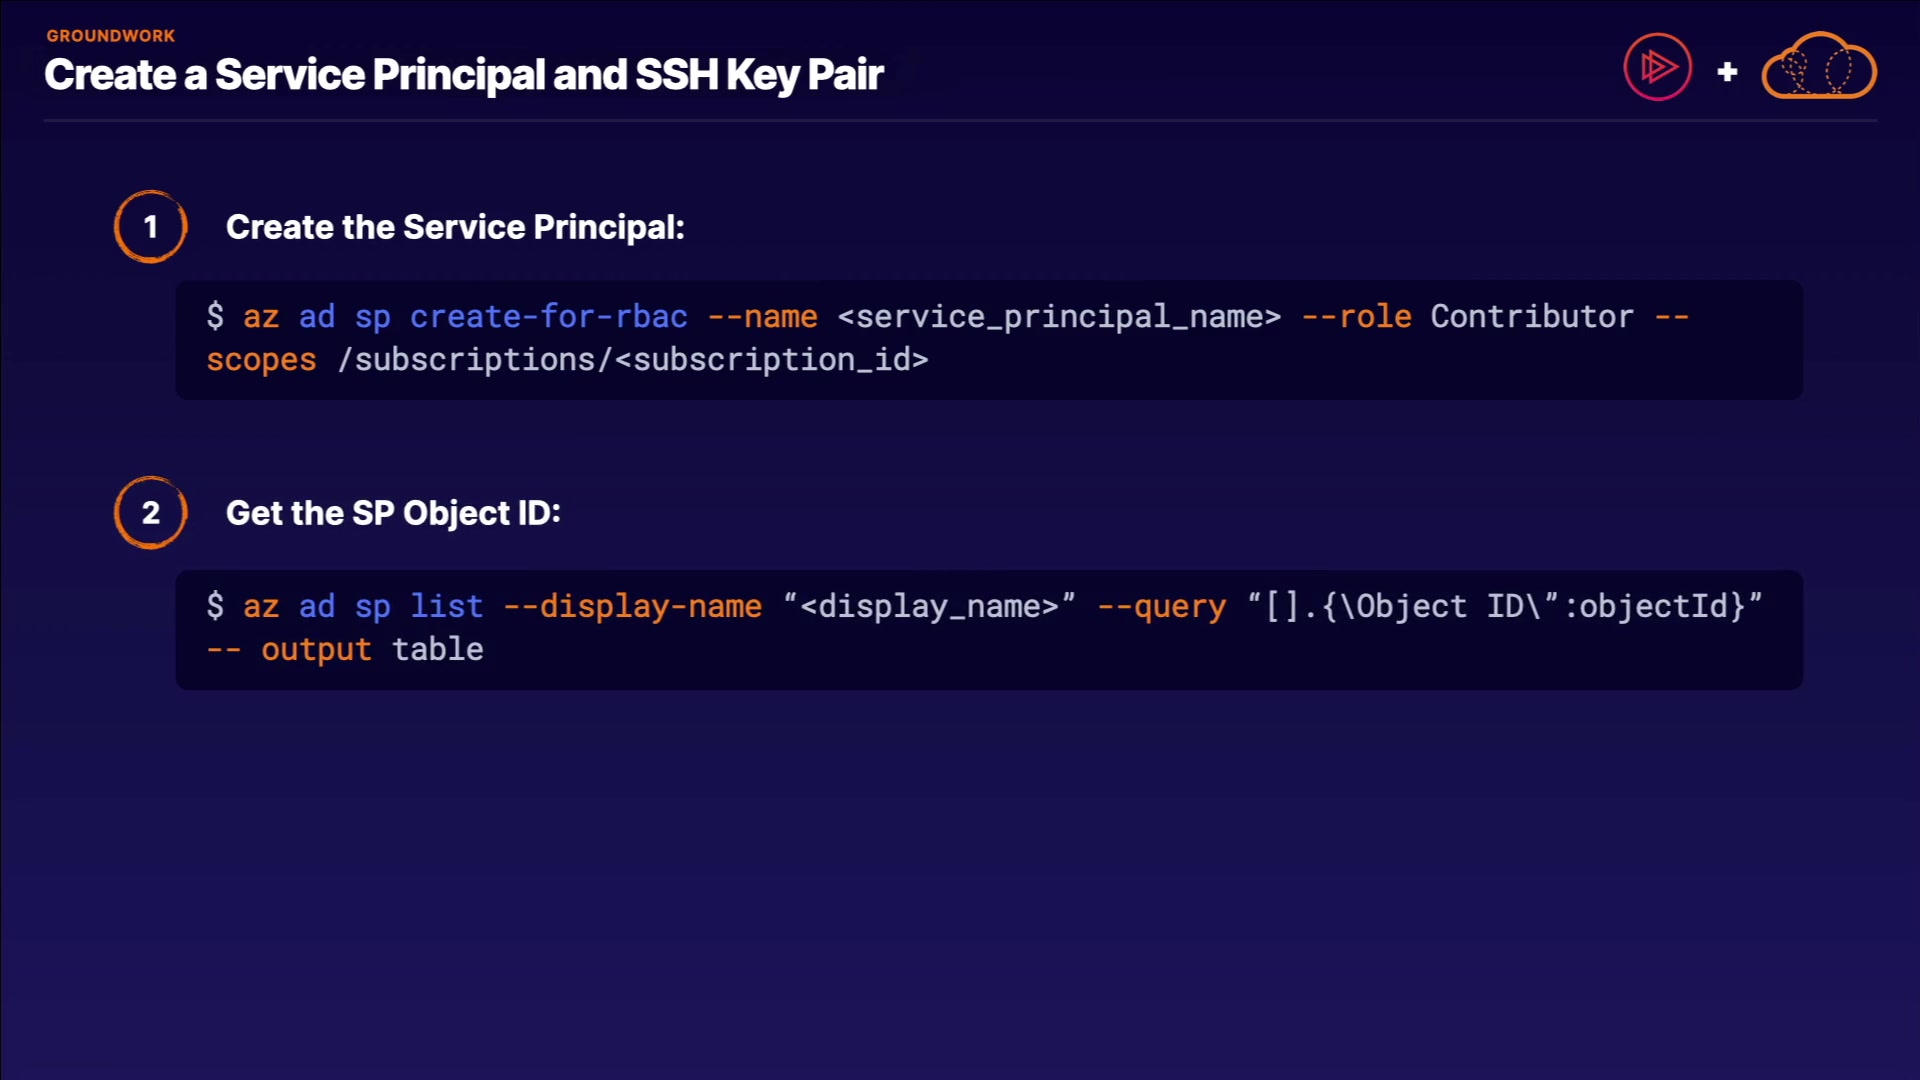 GROUNDWORK
Create a Service Principal and SSH Key Pair
+
1
Create the Service Principal:
$ az ad sp create-for-rbac --name <service_principal_name> --role Contributor --
scopes /subscriptions/<subscription_id>
2
Get the SP Object ID:
$ az ad sp list --display-name “<display_name>” --query “[].{\Object ID\”:objectId}”
-- output table